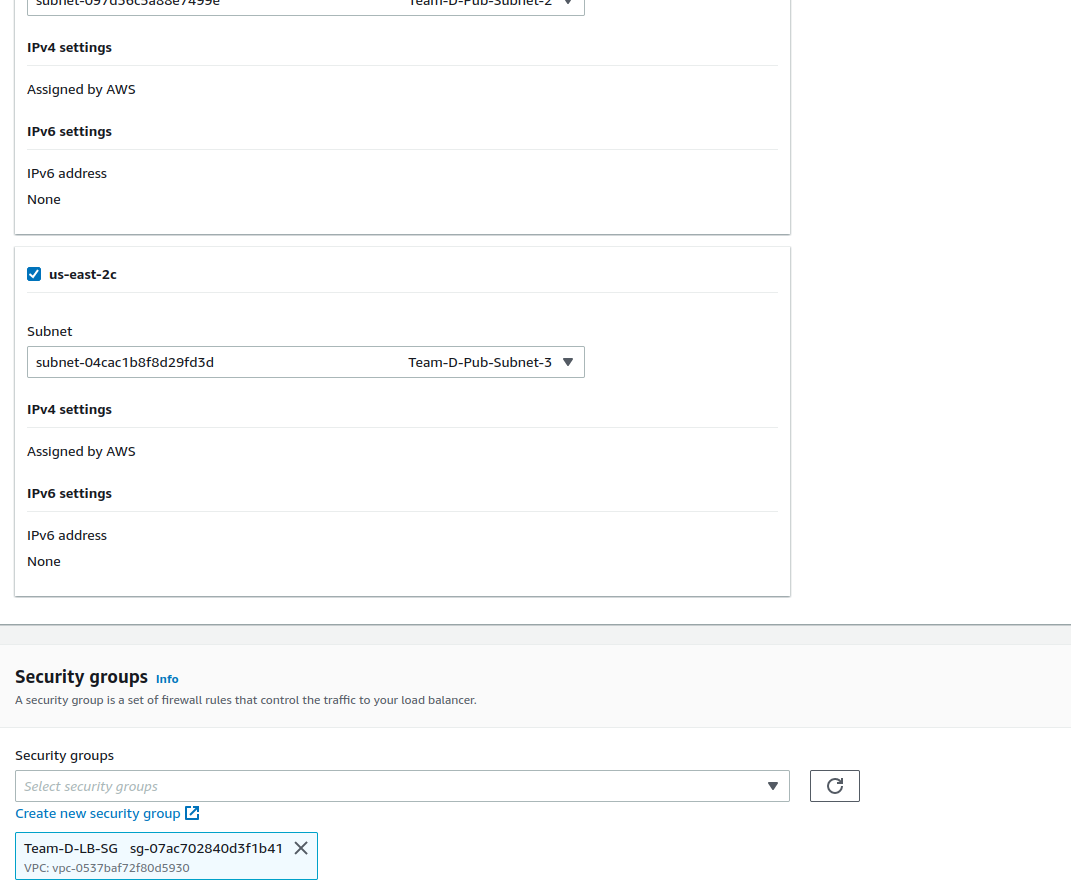 subnet-097d56c5a88e7499e Team-D-Pub-Subnet-2
IPv4 settings
Assigned by AWS
IPv6 settings
IPv6 address
None
us-east-2c
Subnet
subnet-04cac1b8f8d29fd3d Team-D-Pub-Subnet-3
IPv4 settings
Assigned by AWS
IPv6 settings
IPv6 address
None
Security groups Info
A security group is a set of firewall rules that control the traffic to your load balancer.
Security groups
Select security groups
Create new security group
Team-D-LB-SG sg-07ac702840d3f1b41
VPC: vpc-0537baf72f80d5930